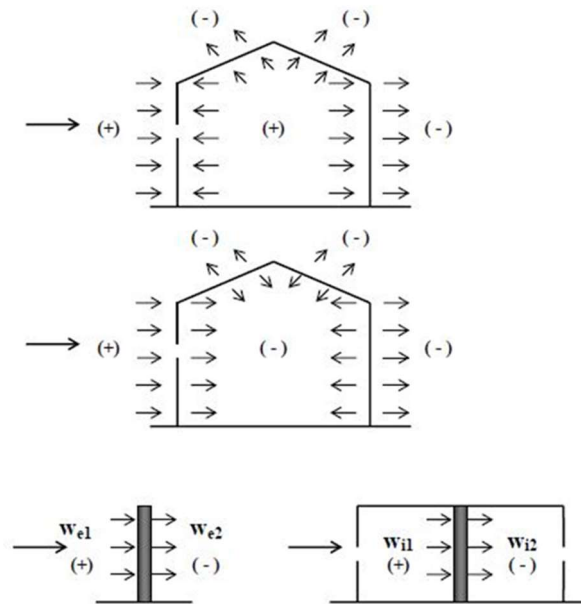 (-) (-)
(+) (+) (-)
(-) (-)
(+) (-) (-)
We1 We2 Wi1 Wi2
(+) (-) (+) (-)